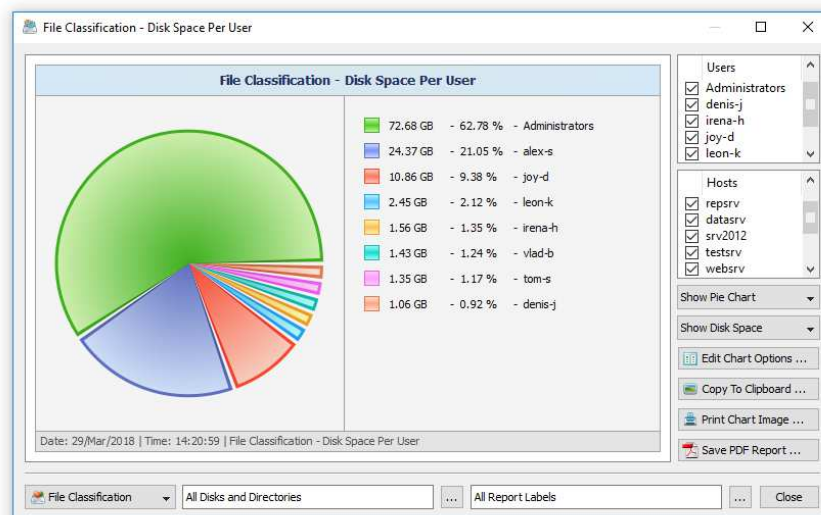 File Classification - Disk Space Per User
File Classification - Disk Space Per User
72.68 GB - 62.78 % - Administrators
24.37 GB - 21.05 % - alex-s
10.86 GB - 9.38 % - joy-d
2.45 GB - 2.12 % - leon-k
1.56 GB - 1.35 % - irena-h
1.43 GB - 1.24 % - vlad-b
1.35 GB - 1.17 % - tom-s
1.06 GB - 0.92 % - denis-j
Date: 29/Mar/2018 | Time: 14:20:59 | File Classification - Disk Space Per User
Users
Administrators
denis-j
irena-h
joy-d
leon-k
Hosts
repsrv
datasrv
srv2012
testsrv
websrv
Show Pie Chart
Show Disk Space
Edit Chart Options ...
Copy To Clipboard ...
Print Chart Image ...
Save PDF Report ...
File Classification
All Disks and Directories
...
All Report Labels
...
Close